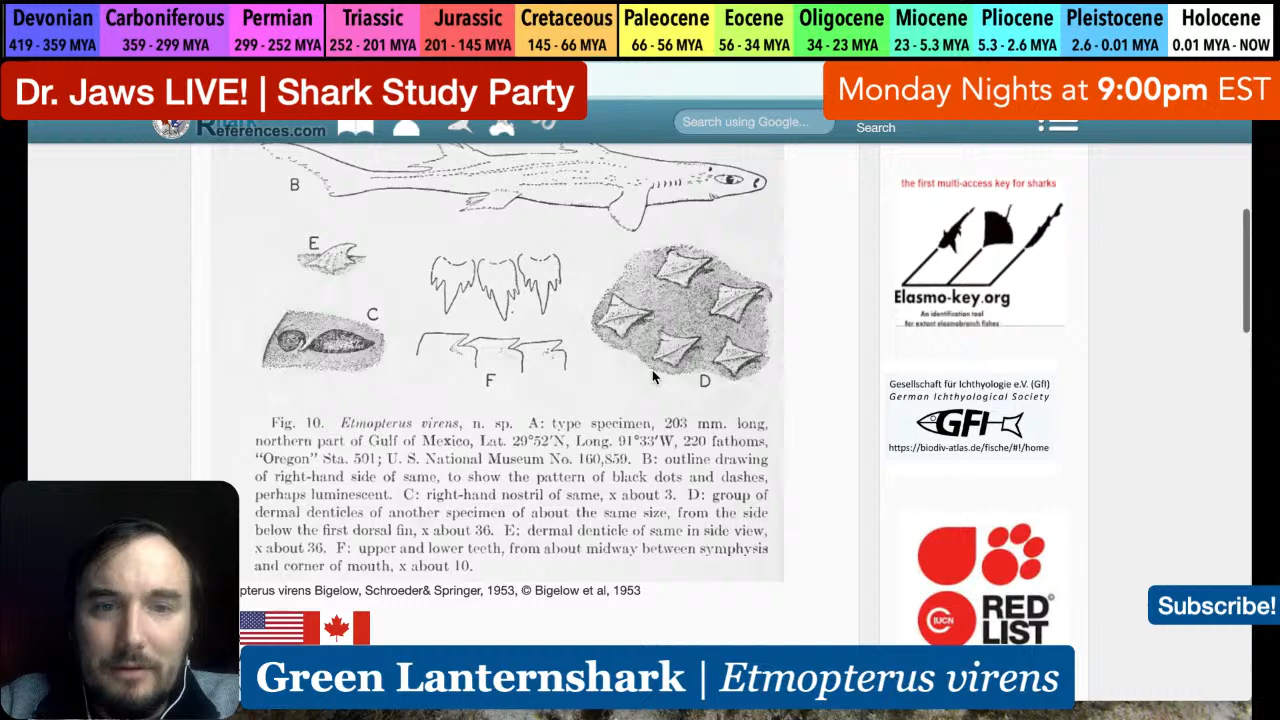 Devonian Carboniferous Permian Triassic Jurassic Cretaceous Paleocene Eocene Oligocene Miocene Pliocene Pleistocene Holocene
419 - 359 MYA 359 - 299 MYA 299 - 252 MYA 252 - 201 MYA 201 - 145 MYA 145 - 66 MYA 66 - 56 MYA 56 - 34 MYA 34 - 23 MYA 23 - 5.3 MYA 5.3 - 2.6 MYA 2.6 - 0.01 MYA 0.01 MYA - NOW
Dr. Jaws LIVE! | Shark Study Party
Monday Nights at 9:00pm EST
References.com
Search using Google...
Search
B
E
C
F
D
Fig. 10. Etmopterus virens, n. sp. A: type specimen, 203 mm. long,
northern part of Gulf of Mexico, Lat. 29°52'N, Long. 91°33'W, 220 fathoms,
"Oregon" Sta. 501; U. S. National Museum No. 160,859. B: outline drawing
of right-hand side of same, to show the pattern of black dots and dashes,
perhaps luminescent. C: right-hand nostril of same, x about 3. D: group of
dermal denticles of another specimen of about the same size, from the side
below the first dorsal fin, x about 36. E: dermal denticle of same in side view,
x about 36. F: upper and lower teeth, from about midway between symphysis
and corner of mouth, x about 10.
pterus virens Bigelow, Schroeder& Springer, 1953, © Bigelow et al, 1953
the first multi-access key for sharks
Elasmo-key.org
An identification tool
for extant elasmobranch fishes
Gesellschaft für Ichthyologie e.V. (GfI)
German Ichthyological Society
GFI
https://biodiv-atlas.de/fische/#!/home
IUCN
RED
LIST
Subscribe!
Green Lanternshark | Etmopterus virens